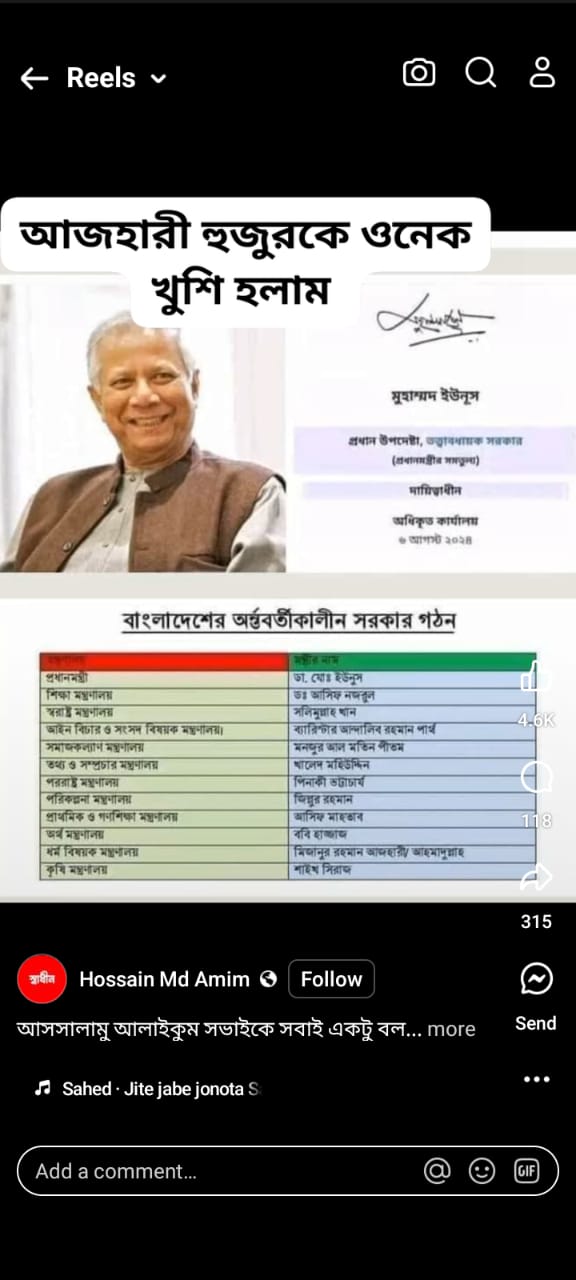 Reels
আজহারী হুজুরকে ওনেক
খুশি হলাম
মুহাম্মদ ইউনূস
প্রধান উপদেষ্টা, তত্ত্বাবধায়ক সরকার
(প্রধানমন্ত্রীর সমতুল্য)
দায়িত্বাধীন
অধিকৃত কার্যালয়
৬ আগস্ট ২০২৪
বাংলাদেশের অর্ন্তবর্তীকালীন সরকার গঠন
মন্ত্রণালয় মন্ত্রীর নাম
প্রধানমন্ত্রী ডা. মোঃ ইউনুস
শিক্ষা মন্ত্রণালয় ডঃ আসিফ নজরুল
স্বরাষ্ট্র মন্ত্রণালয় সলিমুল্লাহ খান
আইন বিচার ও সংসদ বিষয়ক মন্ত্রণালয়। ব্যারিস্টার আন্দালিব রহমান পার্থ
সমাজকল্যাণ মন্ত্রণালয় মনজুর আল মতিন পীতম
তথ্য ও সম্প্রচার মন্ত্রণালয় খালেদ মহিউদ্দিন
পররাষ্ট্র মন্ত্রণালয় পিনাকী ভট্টাচার্য
পরিকল্পনা মন্ত্রণালয় জিল্লুর রহমান
প্রাথমিক ও গণশিক্ষা মন্ত্রণালয় আসিফ মাহতাব
অর্থ মন্ত্রণালয় ববি হাজ্জাজ
ধর্ম বিষয়ক মন্ত্রণালয় মিজানুর রহমান আজহারী/ আহমাদুল্লাহ
কৃষি মন্ত্রণালয় শাইখ সিরাজ
4.6K
118
315
স্বাধীন
Hossain Md Amim
Follow
আসসালামু আলাইকুম সভাইকে সবাই একটু বল... more
Send
Sahed · Jite jabe jonota S
Add a comment...
GIF